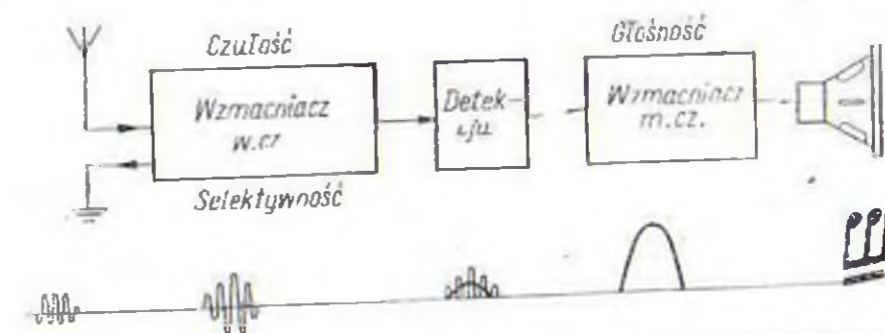 Czułość
Głośność
Wzmacniacz
w.cz
Detek-
cja
Wzmacniacz
m.cz.
Selektywność